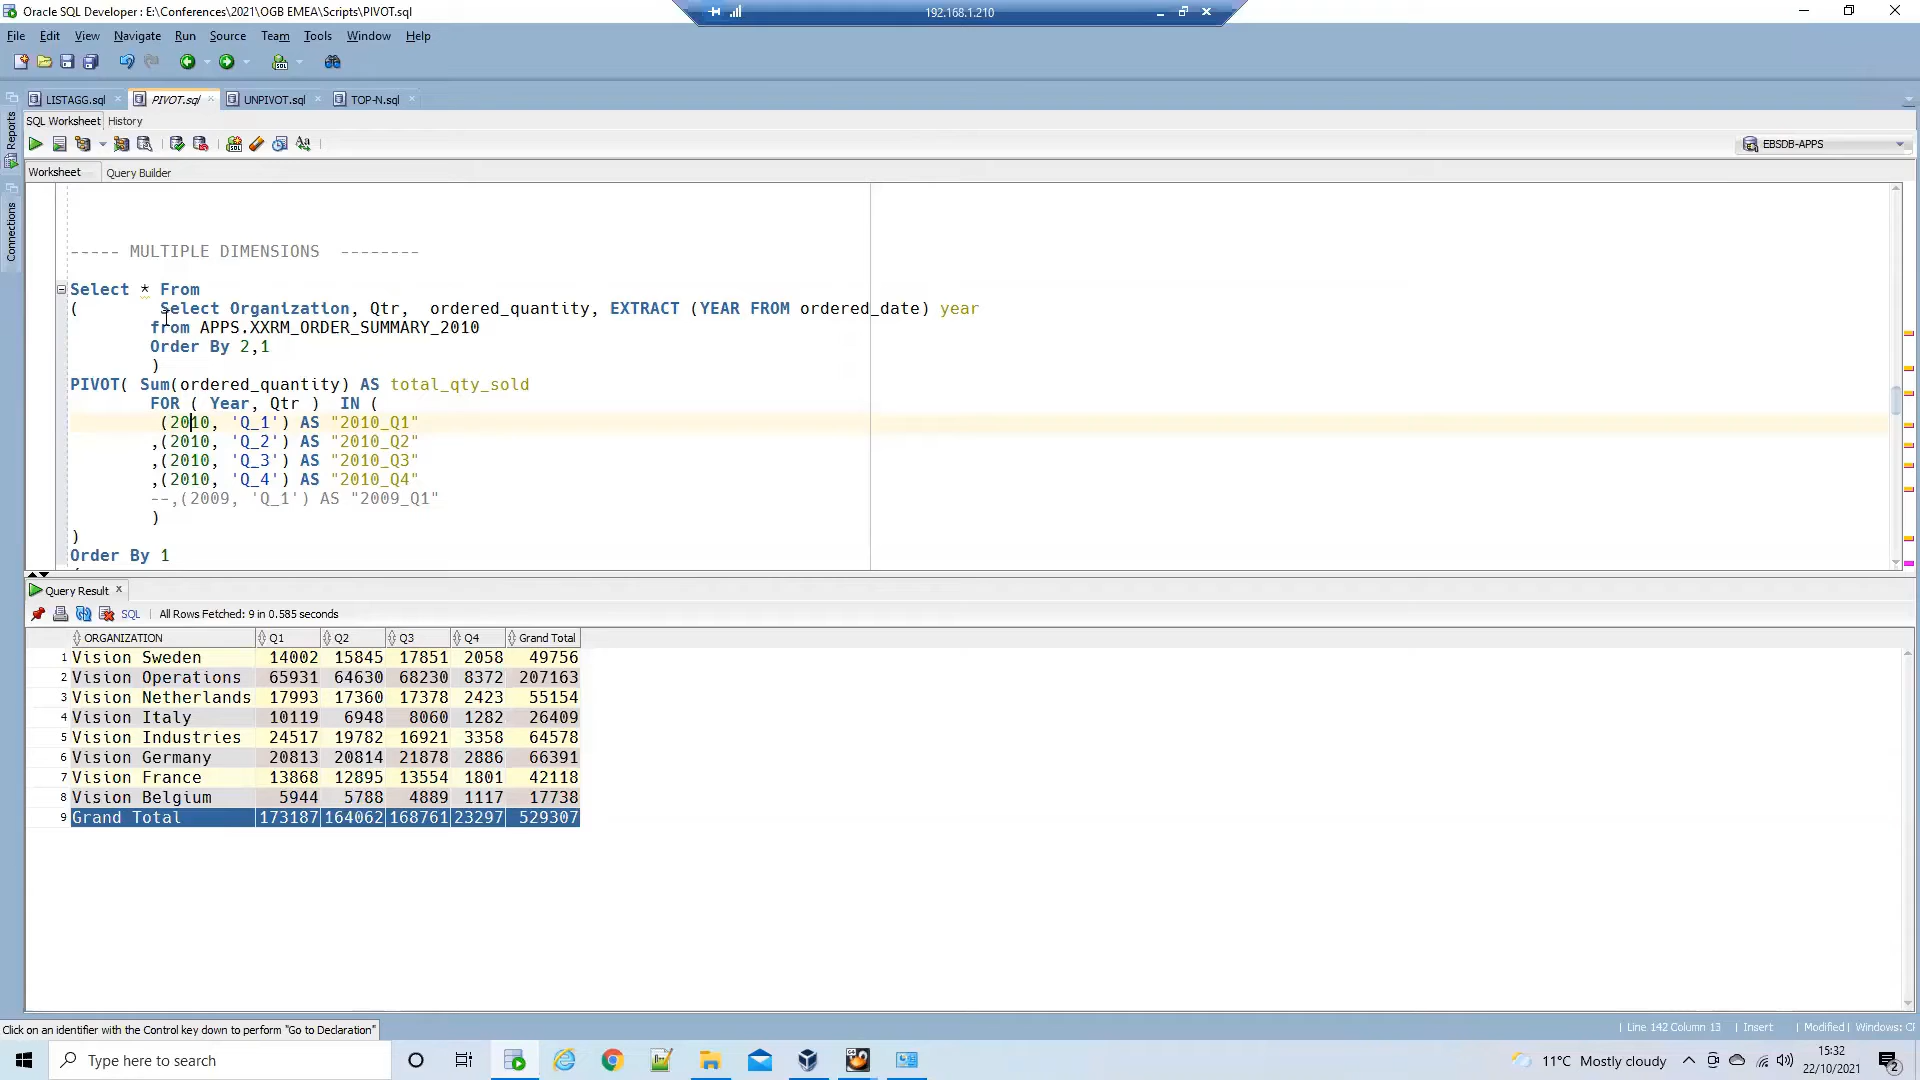 Oracle SQL Developer : E:\Conferences\2021\OGB EMEA\Scripts\PIVOT.sql
192.168.1.210
File Edit View Navigate Run Source Team Tools Window Help
LISTAGG.sql PIVOT.sql UNPIVOT.sql TOP-N.sql
Reports
Connections
SQL Worksheet History
EBSDB-APPS
Worksheet Query Builder
----- MULTIPLE DIMENSIONS --------
Select * From
( Select Organization, Qtr, ordered_quantity, EXTRACT (YEAR FROM ordered_date) year
from APPS.XXRM_ORDER_SUMMARY_2010
Order By 2,1
)
PIVOT( Sum(ordered_quantity) AS total_qty_sold
FOR ( Year, Qtr ) IN (
(2010, 'Q_1') AS "2010_Q1"
,(2010, 'Q_2') AS "2010_Q2"
,(2010, 'Q_3') AS "2010_Q3"
,(2010, 'Q_4') AS "2010_Q4"
--,(2009, 'Q_1') AS "2009_Q1"
)
)
Order By 1
Query Result
SQL | All Rows Fetched: 9 in 0.585 seconds
ORGANIZATION Q1 Q2 Q3 Q4 Grand Total
1 Vision Sweden 14002 15845 17851 2058 49756
2 Vision Operations 65931 64630 68230 8372 207163
3 Vision Netherlands 17993 17360 17378 2423 55154
4 Vision Italy 10119 6948 8060 1282 26409
5 Vision Industries 24517 19782 16921 3358 64578
6 Vision Germany 20813 20814 21878 2886 66391
7 Vision France 13868 12895 13554 1801 42118
8 Vision Belgium 5944 5788 4889 1117 17738
9 Grand Total 173187 164062 168761 23297 529307
Click on an identifier with the Control key down to perform "Go to Declaration"
Line 142 Column 13 | Insert | Modified | Windows:
Type here to search
11°C Mostly cloudy
15:32
22/10/2021
2